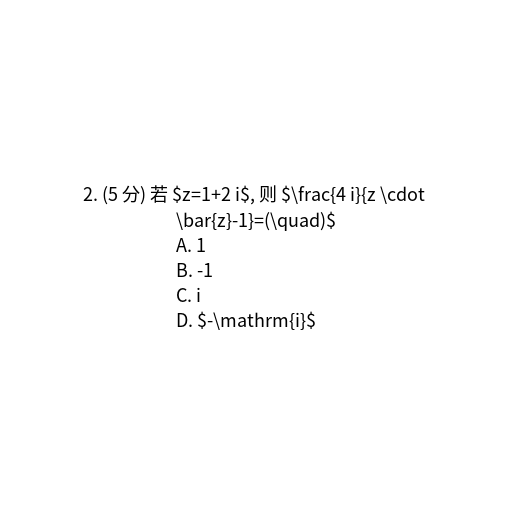 2. (5 分) 若 $z=1+2 i$, 则 $\frac{4 i}{z \cdot
\bar{z}-1}=(\quad)$
A. 1
B. -1
C. i
D. $-\mathrm{i}$